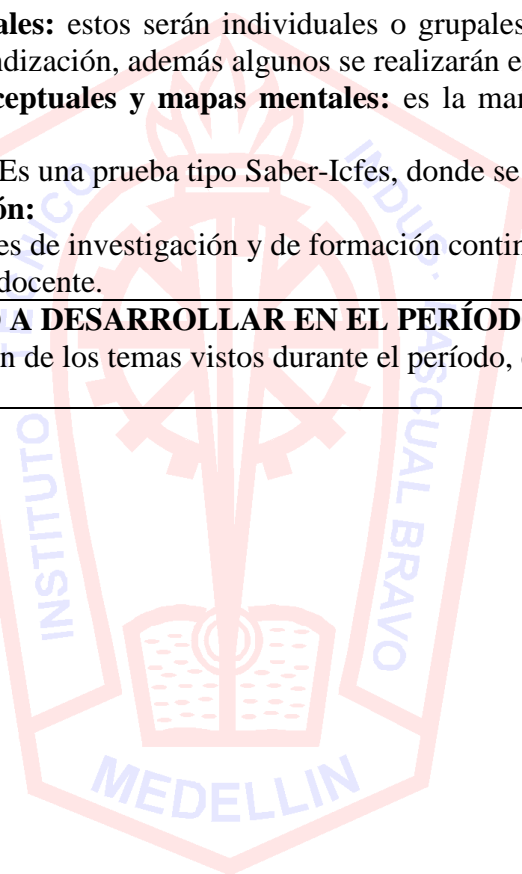 ales: estos serán individuales o grupales
ndización, además algunos se realizarán e
ceptuales y mapas mentales: es la man
Es una prueba tipo Saber-Icfes, donde se
ón:
es de investigación y de formación contin
docente.
O A DESARROLLAR EN EL PERÍOD
n de los temas vistos durante el período,
INSTITUTO TECNICO INDUS. PASCUAL BRAVO
MEDELLIN